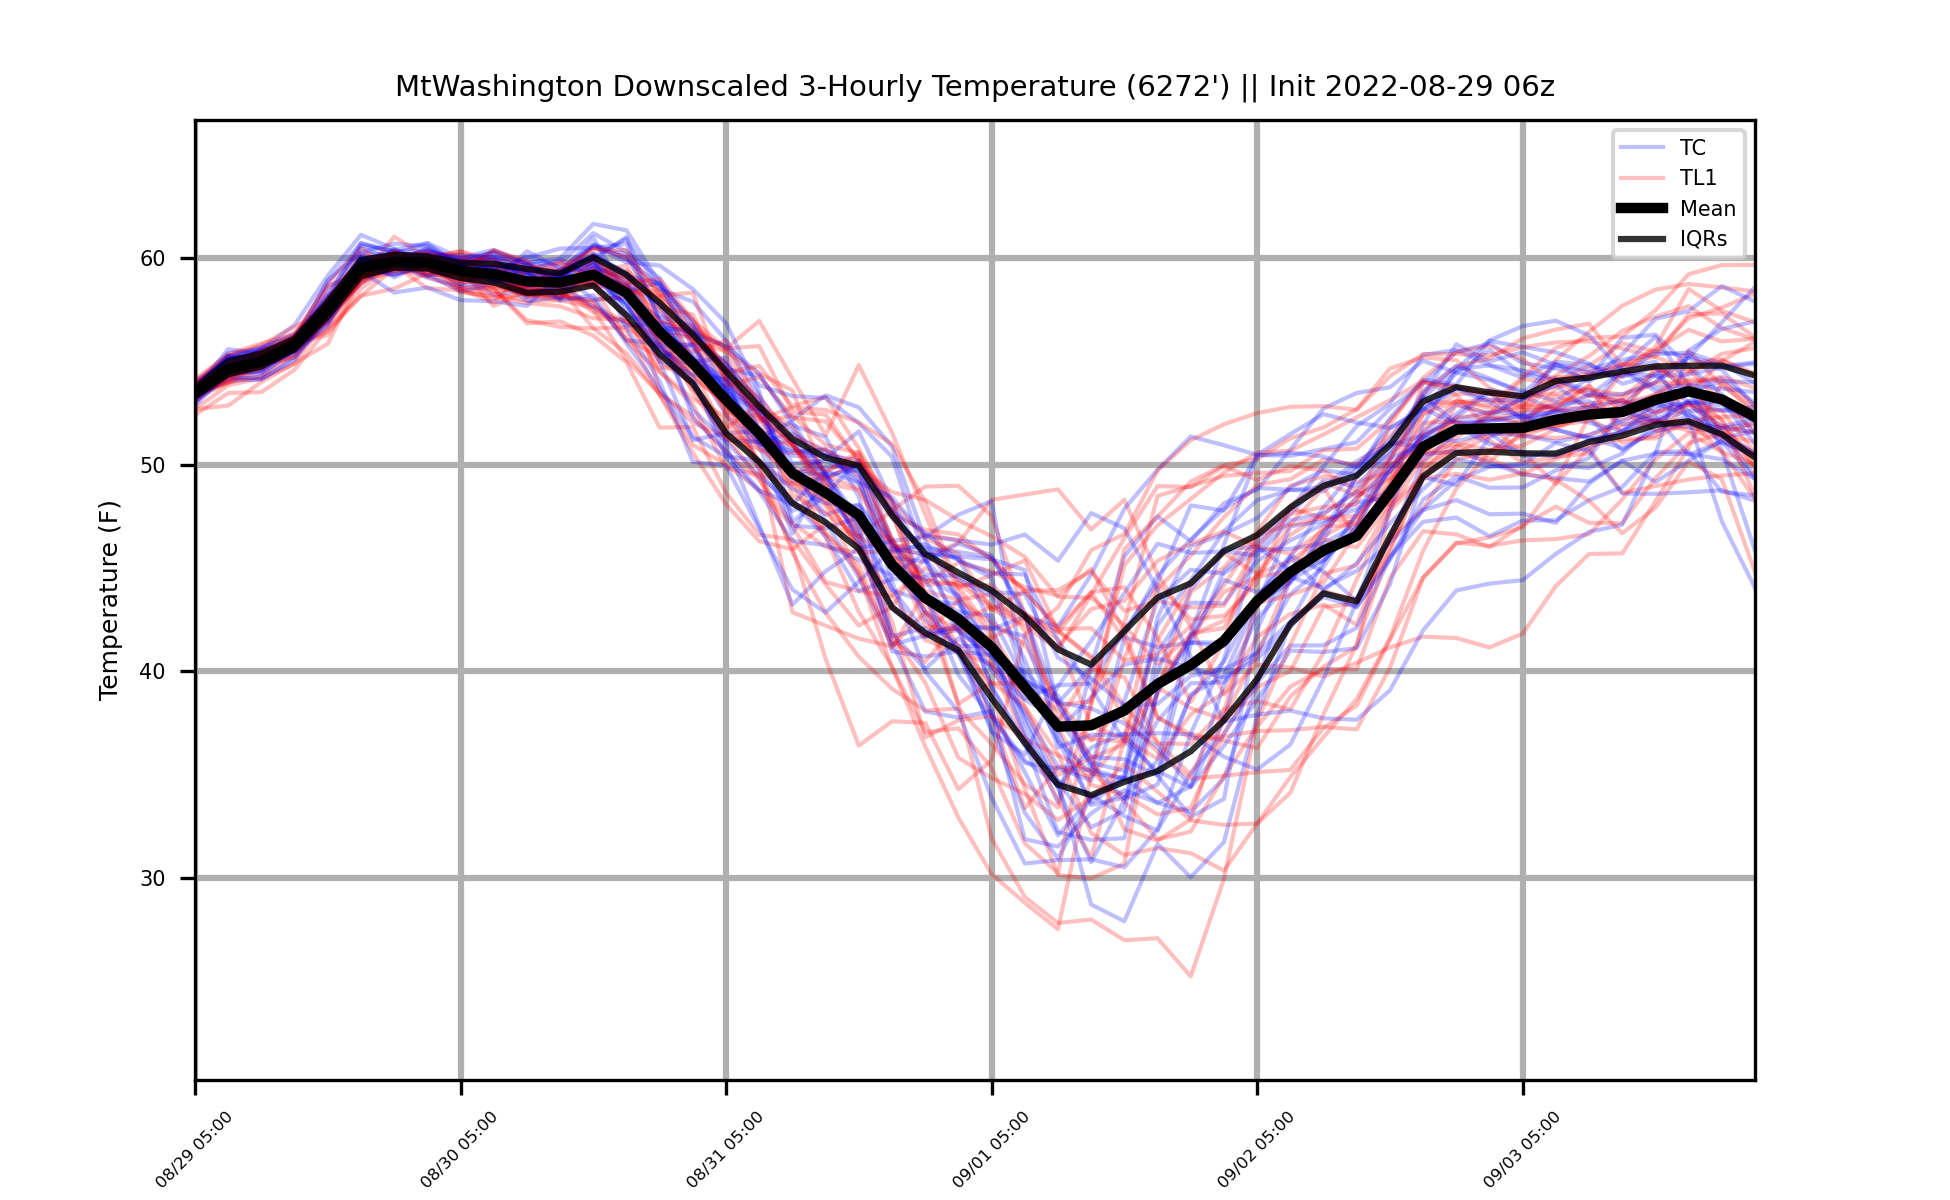 MtWashington Downscaled 3-Hourly Temperature (6272') || Init 2022-08-29 06z
TC
TL1
Mean
IQRs
Temperature (F)
60
50
40
30
08/29 05:00
08/30 05:00
08/31 05:00
09/01 05:00
09/02 05:00
09/03 05:00